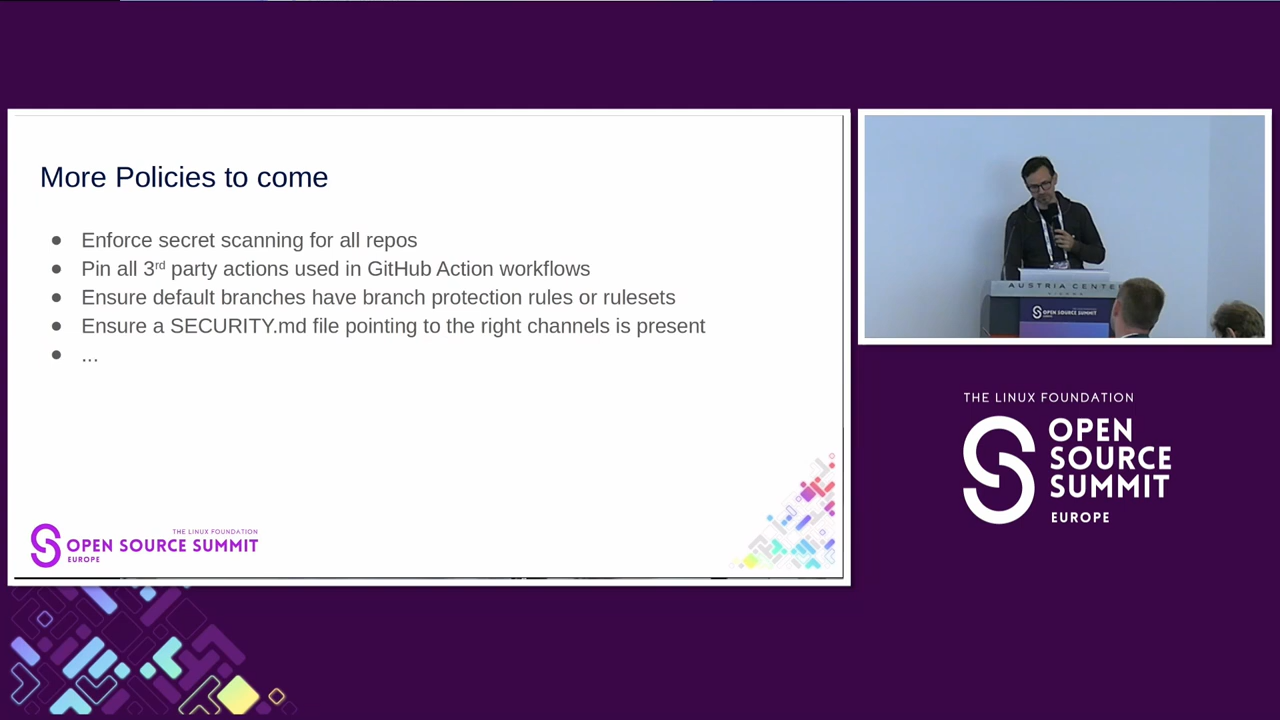 More Policies to come
● Enforce secret scanning for all repos
● Pin all 3rd party actions used in GitHub Action workflows
● Ensure default branches have branch protection rules or rulesets
● Ensure a SECURITY.md file pointing to the right channels is present
● ...
THE LINUX FOUNDATION
OPEN SOURCE SUMMIT
EUROPE
AUSTRIA CENTER
OPEN SOURCE SUMMIT
THE LINUX FOUNDATION
OPEN
SOURCE
SUMMIT
EUROPE